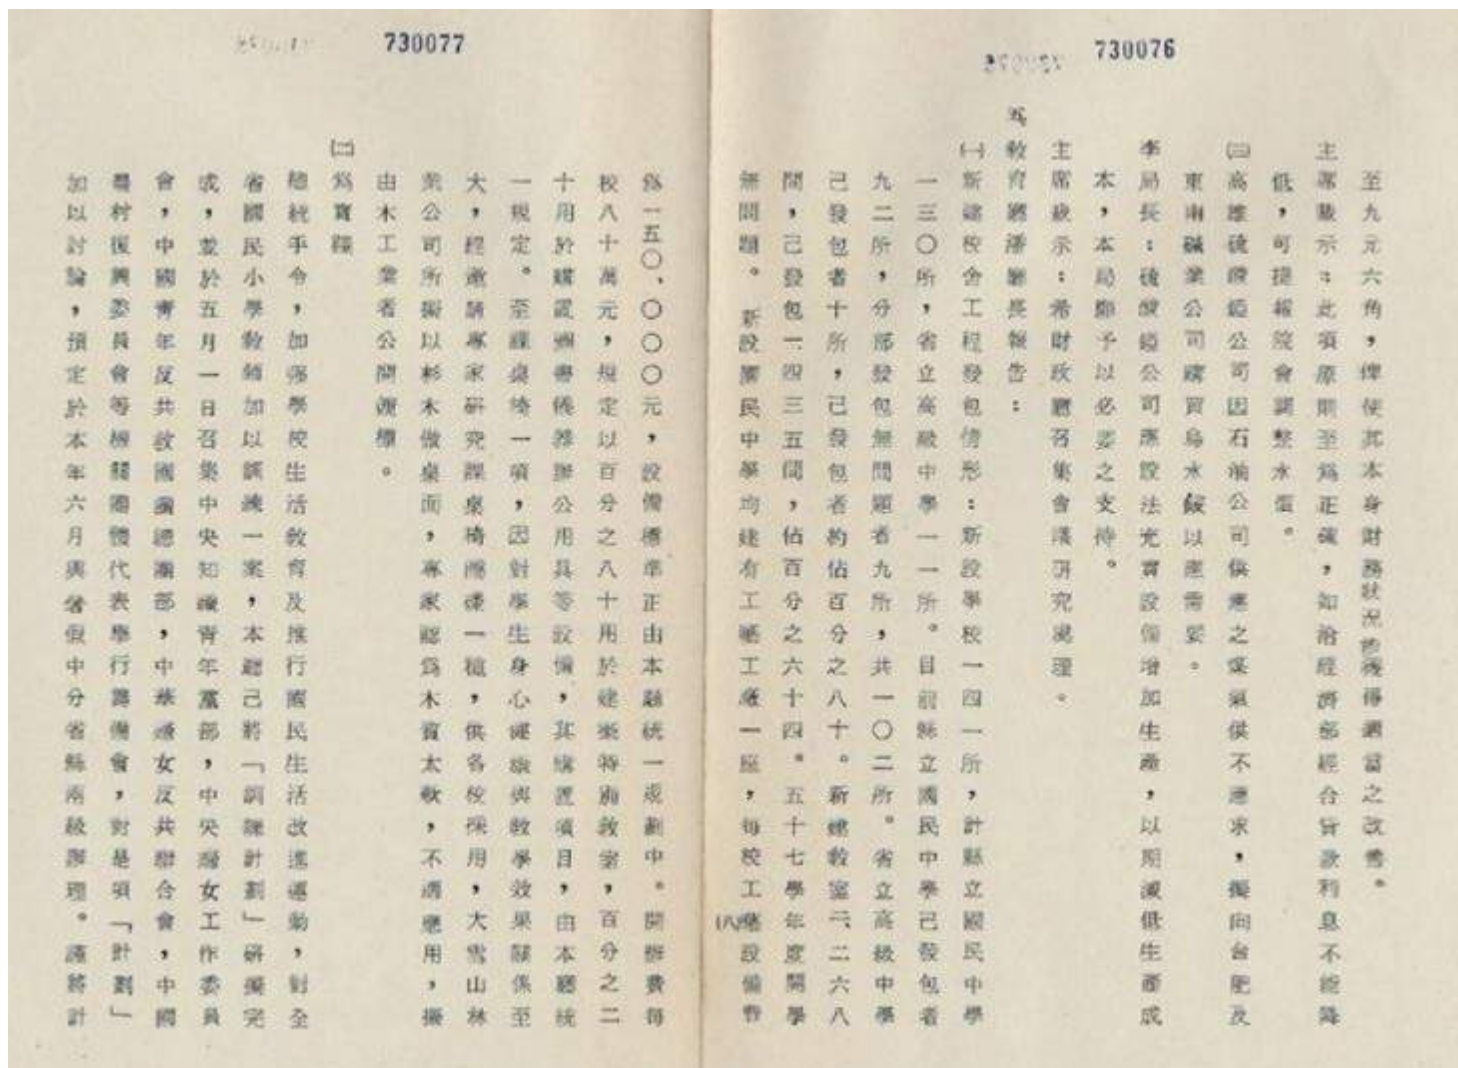 730076
至九元六角，俾使其本身財務狀況能獲得適當之改善。
主席裁示：此項原則至為正確，如洽經濟部經合會放款利息不能降
低，可提報院會調整水價。
㈢高雄硫酸錏公司因石油公司供應之煤氣供不應求，擬向台肥及
東南碱業公司購買烏水銨以應需要。
李局長：硫酸錏公司應設法充實設備增加生產，以期減低生產成
本，本局願予以必要之支持。
主席裁示：希財政廳召集會議研究處理。
教育廳潘廳長報告：
㈠新建校舍工程發包情形：新設學校一四一所，計縣立國民中學
一三〇所，省立高級中學一一所。目前縣立國民中學己發包者
九二所，分部發包無問題者九所，共一〇二所。省立高級中學
己發包者十所，己發包者約佔百分之八十。新建教室二二六八
間，己發包一四三五間，佔百分之六十四。五十七學年度開學
無問題。新設國民中學均建有工藝工廠一座，每校工廠設備費
(八)
730077
為一五〇、〇〇〇元，設備標準正由本廳統一規劃中。開辦費每
校八十萬元，規定以百分之八十用於建築特別教室，百分之二
十用於購置圖書儀器辦公用具等設備，其購置項目，由本廳統
一規定。至課桌椅一項，因對學生身心健康與教學效果關係至
大，經邀請專家研究課桌椅圖樣一種，供各校採用，大雪山林
業公司所擬以杉木做桌面，專家認為木質太軟，不適應用，擬
由木工業者公開標。
㈡為實踐
總統手令，加强學校生活教育及推行國民生活改進運動，對全
省國民小學教師加以訓練一案，本廳己將「訓練計劃」研擬完
成，並於五月一日召集中央知識青年黨部，中央婦女工作委員
會，中國青年反共救國團總團部，中華婦女反共聯合會，中國
農村復興委員會等機關團體代表舉行籌備會，對是項「計劃」
加以討論，預定於本年六月與暑假中分省縣兩級辦理。謹將計